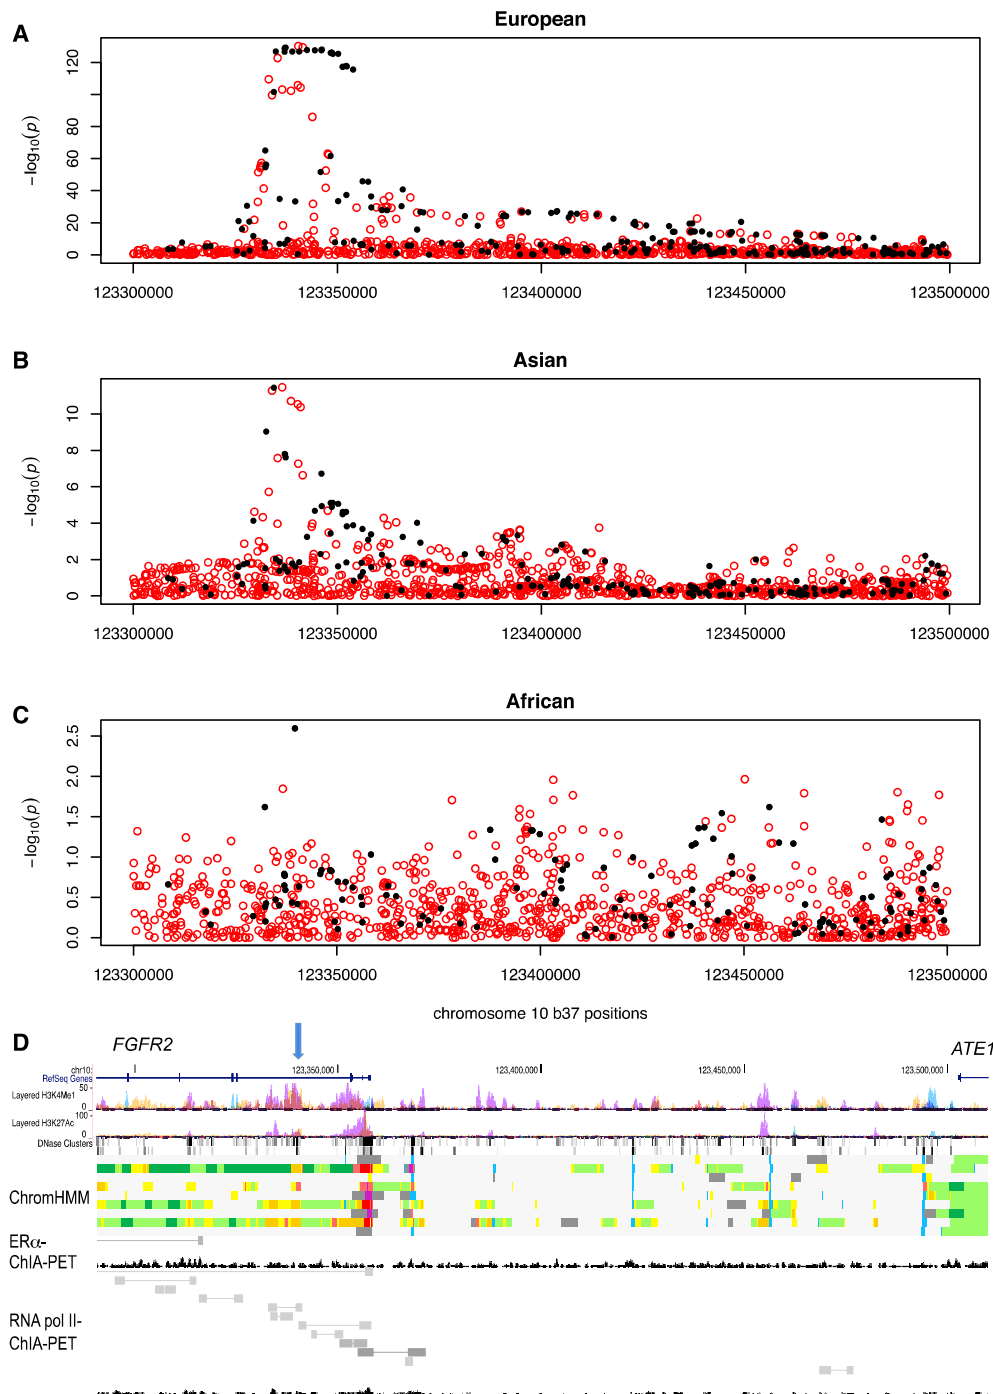 A
European
−log10(p)
0 20 40 60 80 120
123300000 123350000 123400000 123450000 123500000
B
Asian
−log10(p)
0 2 4 6 8 10
123300000 123350000 123400000 123450000 123500000
C
African
−log10(p)
0.0 0.5 1.0 1.5 2.0 2.5
123300000 123350000 123400000 123450000 123500000
chromosome 10 b37 positions
D
FGFR2
ATE1
chr10: 123,350,000 123,400,000 123,450,000 123,500,000
RefSeq Genes
50
Layered H3K4Me1
0
100
Layered H3K27Ac
0
DNase Clusters
ChromHMM
ERα-
ChIA-PET
RNA pol II-
ChIA-PET